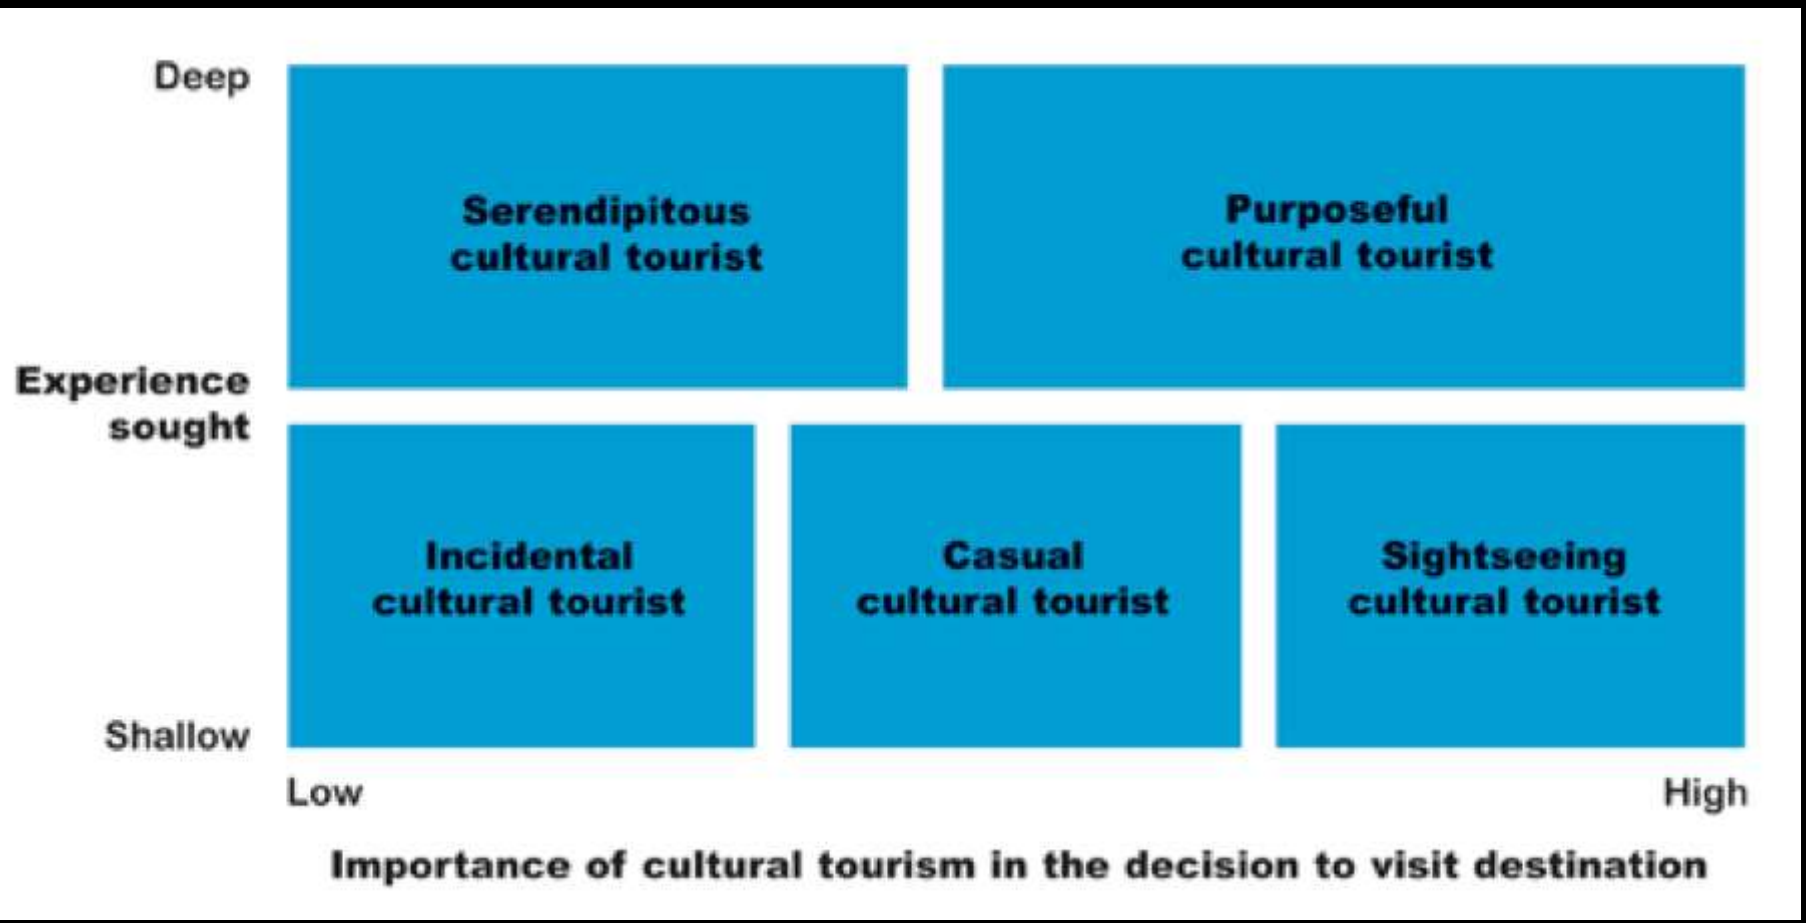 Deep
Serendipitous
cultural tourist
Purposeful
cultural tourist
Experience
sought
Incidental
cultural tourist
Casual
cultural tourist
Sightseeing
cultural tourist
Shallow
Low
High
Importance of cultural tourism in the decision to visit destination